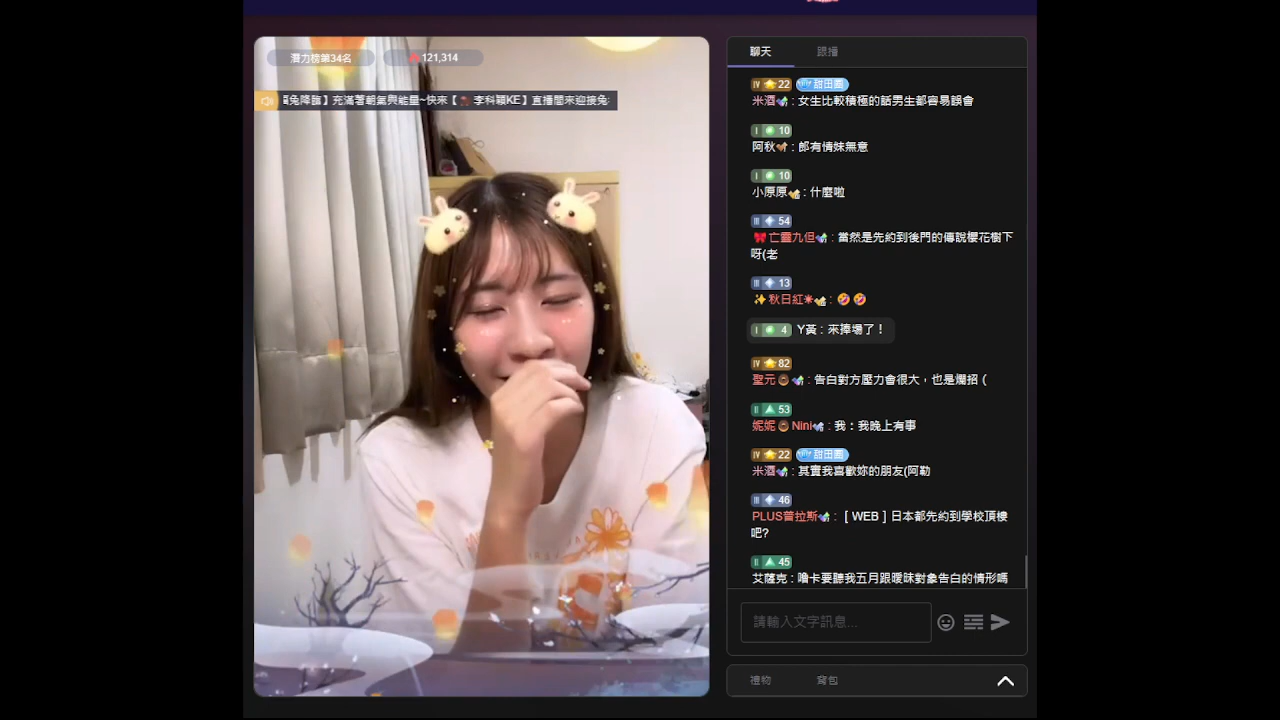 潛力榜第34名
121,314
兔降臨】充滿著朝氣與能量~快來【 李科穎KE】直播間來迎接兔
聊天 跟播
IV 22 甜田園
米酒 : 女生比較積極的話男生都容易誤會
I 10
阿秋 : 郎有情妹無意
I 10
小原原 : 什麼啦
III 54
亡靈九但 : 當然是先約到後門的傳說櫻花樹下
呀(老
III 13
秋日紅 :
I 4 Y黃 : 來捧場了！
IV 82
聖元 : 告白對方壓力會很大，也是爛招（
II 53
妮妮 Nini : 我：我晚上有事
IV 22 甜田園
米酒 : 其實我喜歡妳的朋友(阿勒
III 46
PLUS普拉斯 : [ WEB ] 日本都先約到學校頂樓
吧?
II 45
艾薩克 : 嚕卡要聽我五月跟曖昧對象告白的情形嗎
請輸入文字訊息...
禮物 背包